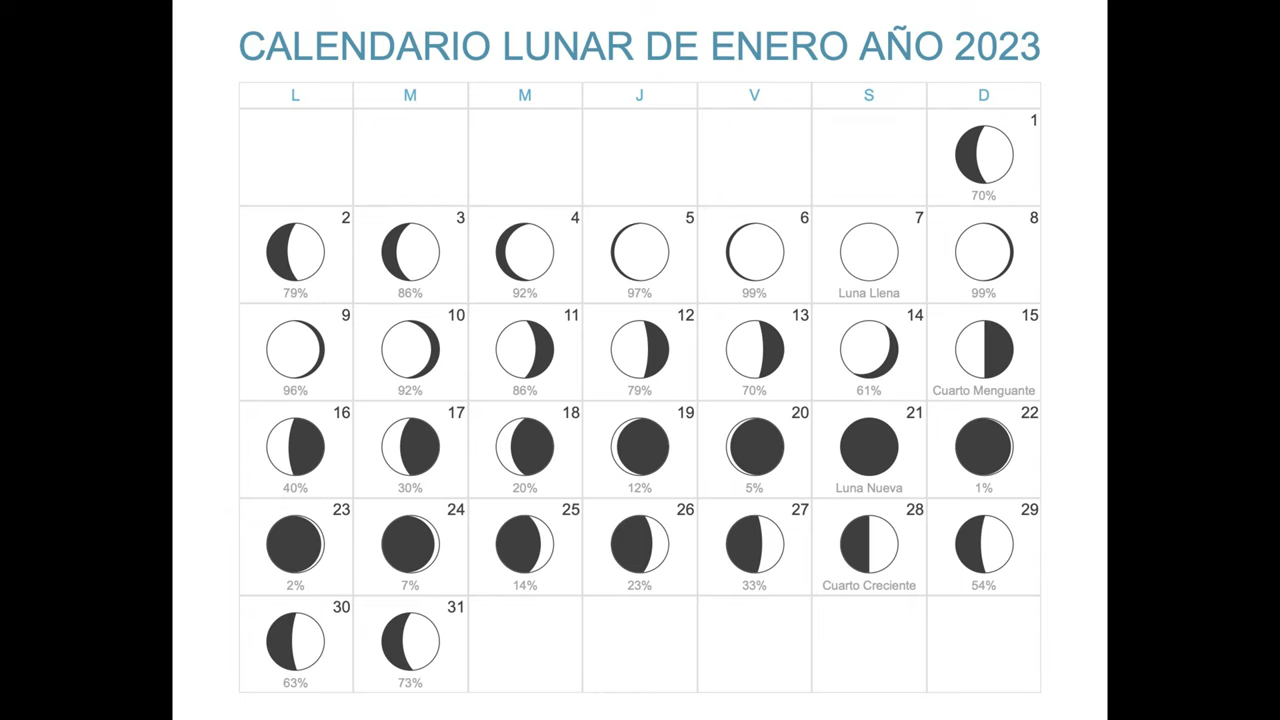 CALENDARIO LUNAR DE ENERO AÑO 2023
L M M J V S D
1
70%
2 3 4 5 6 7 8
79% 86% 92% 97% 99% Luna Llena 99%
9 10 11 12 13 14 15
96% 92% 86% 79% 70% 61% Cuarto Menguante
16 17 18 19 20 21 22
40% 30% 20% 12% 5% Luna Nueva 1%
23 24 25 26 27 28 29
2% 7% 14% 23% 33% Cuarto Creciente 54%
30 31
63% 73%